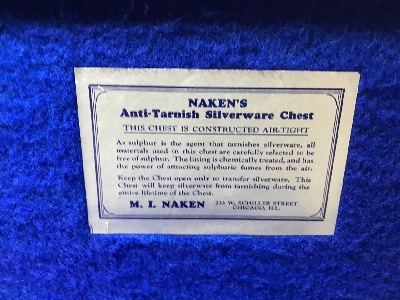 NAKEN'S
Anti-Tarnish Silverware Chest
THIS CHEST IS CONSTRUCTED AIR-TIGHT
As sulphur is the agent that tarnishes silverware, all
materials used in this chest are carefully selected to be
free of sulphur. The lining is chemically treated, and has
the power of attracting sulphuric fumes from the air.
Keep the Chest open only to transfer silverware. This
Chest will keep silverware from tarnishing during the
entire lifetime of the Chest.
M. I. NAKEN
233 W. SCHILLER STREET
CHICAGO, ILL.